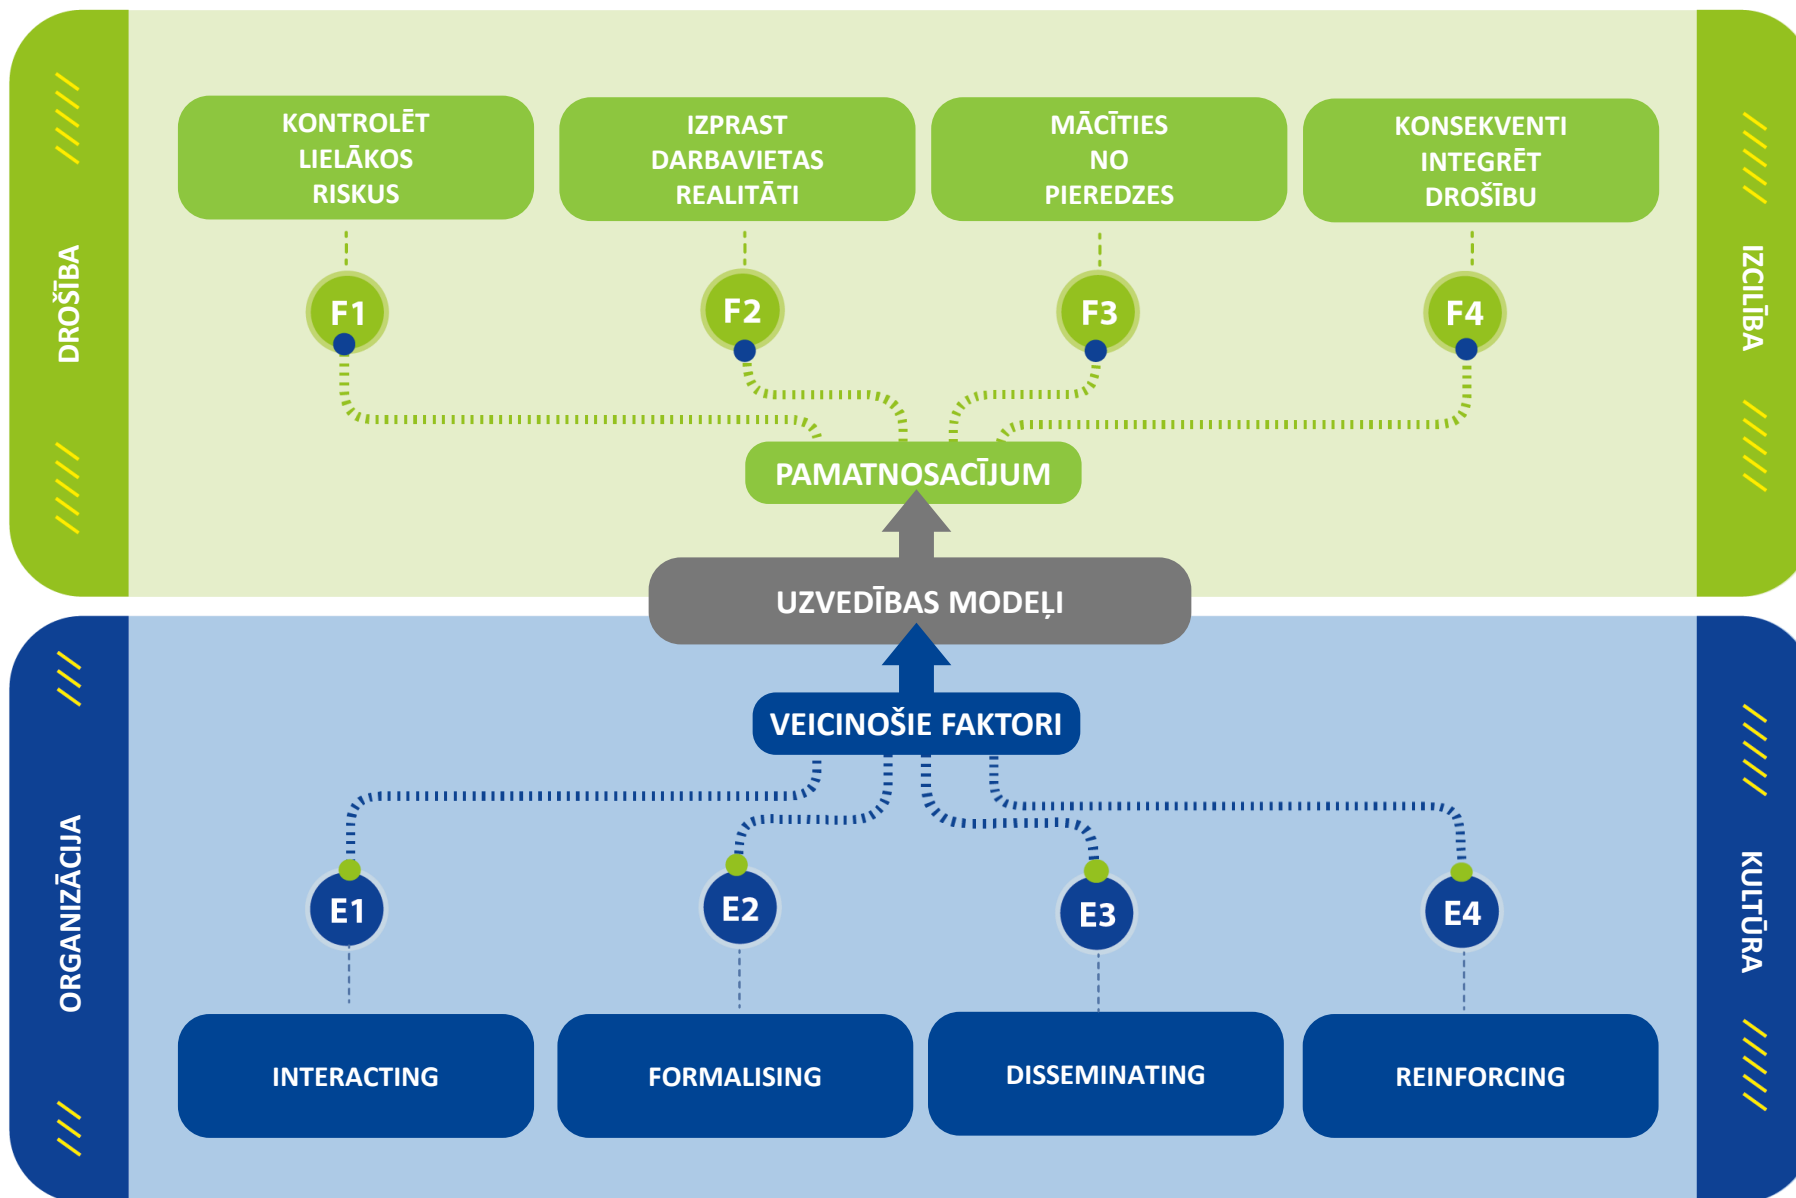 DROŠĪBA
IZCILĪBA
KONTROLĒT
LIELĀKOS
RISKUS
IZPRAST
DARBAVIETAS
REALITĀTI
MĀCĪTIES
NO
PIEREDZES
KONSEKVENTI
INTEGRĒT
DROŠĪBU
F1
F2
F3
F4
PAMATNOSACĪJUM
UZVEDĪBAS MODEĻI
ORGANIZĀCIJA
KULTŪRA
VEICINOŠIE FAKTORI
E1
E2
E3
E4
INTERACTING
FORMALISING
DISSEMINATING
REINFORCING